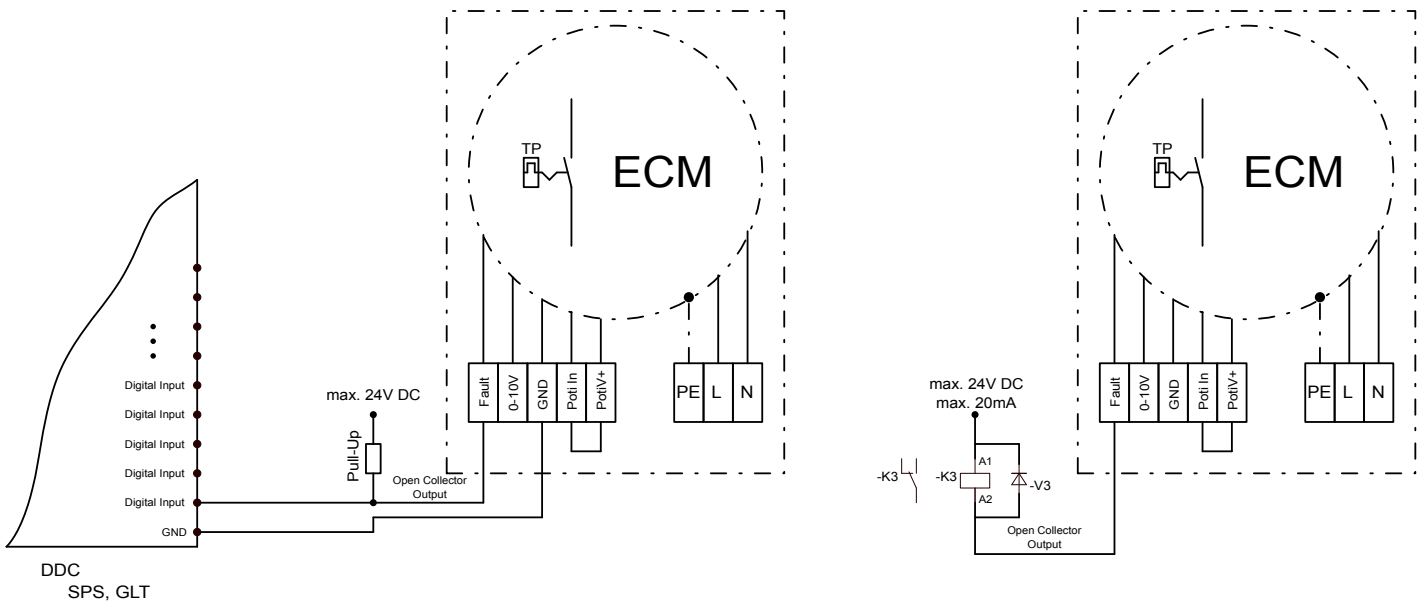 TP
ECM
Fault
0-10V
GND
Poti In
PotiV+
PE
L
N
max. 24V DC
Pull-Up
Open Collector
Output
Digital Input
Digital Input
Digital Input
Digital Input
Digital Input
GND
DDC
SPS, GLT
TP
ECM
Fault
0-10V
GND
Poti In
PotiV+
PE
L
N
max. 24V DC
max. 20mA
-K3
-K3
A1
A2
-V3
Open Collector
Output